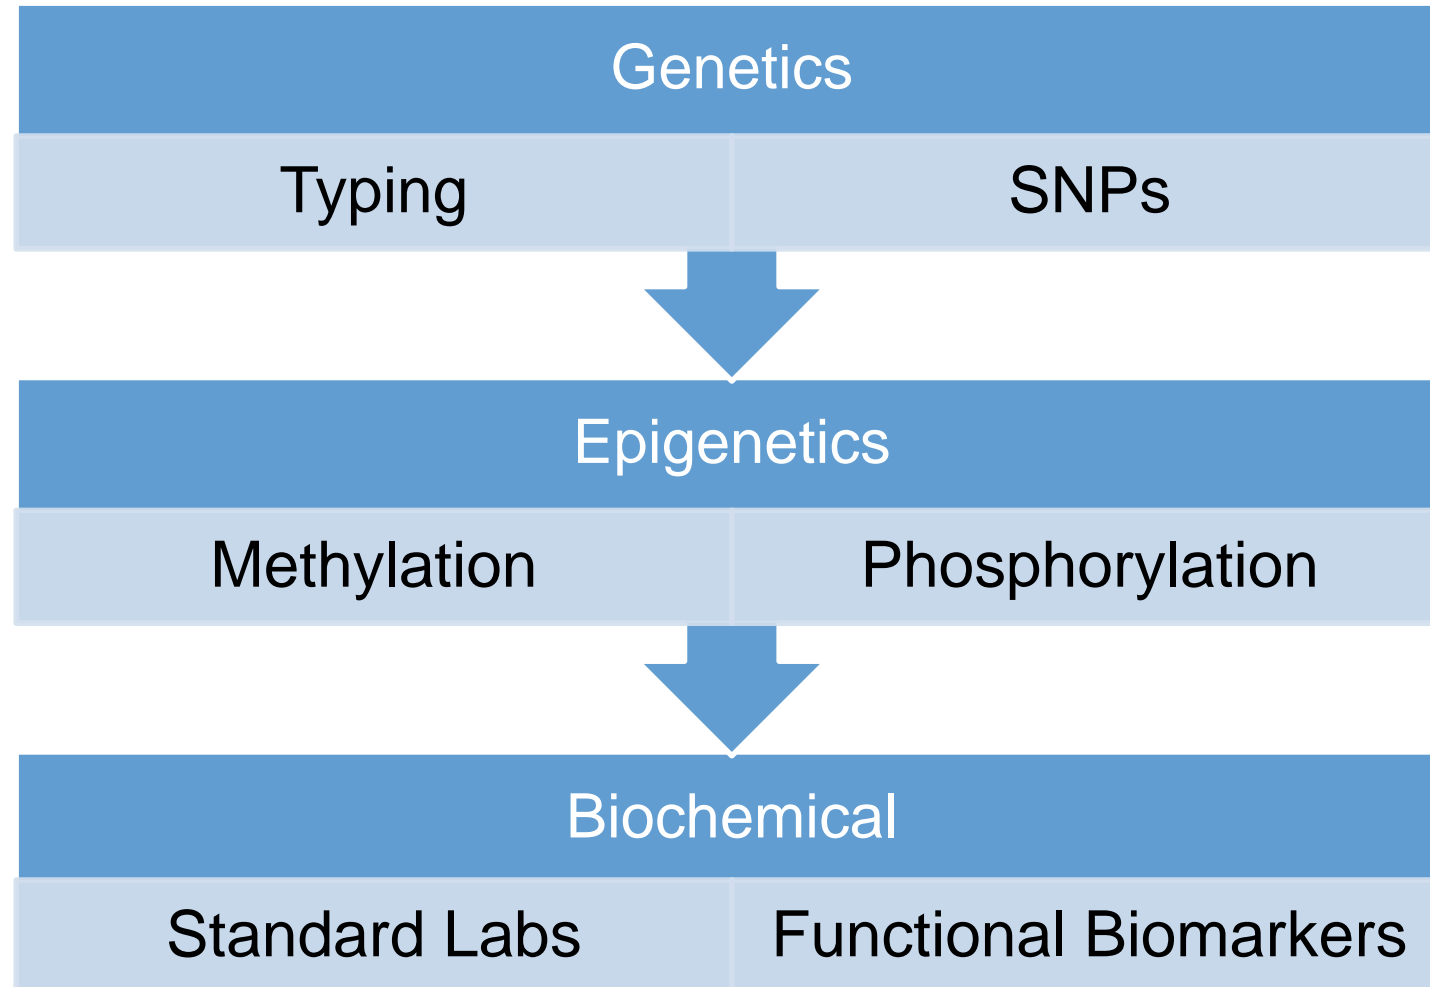 Genetics
Typing
SNPs
Epigenetics
Methylation
Phosphorylation
Biochemical
Standard Labs
Functional Biomarkers